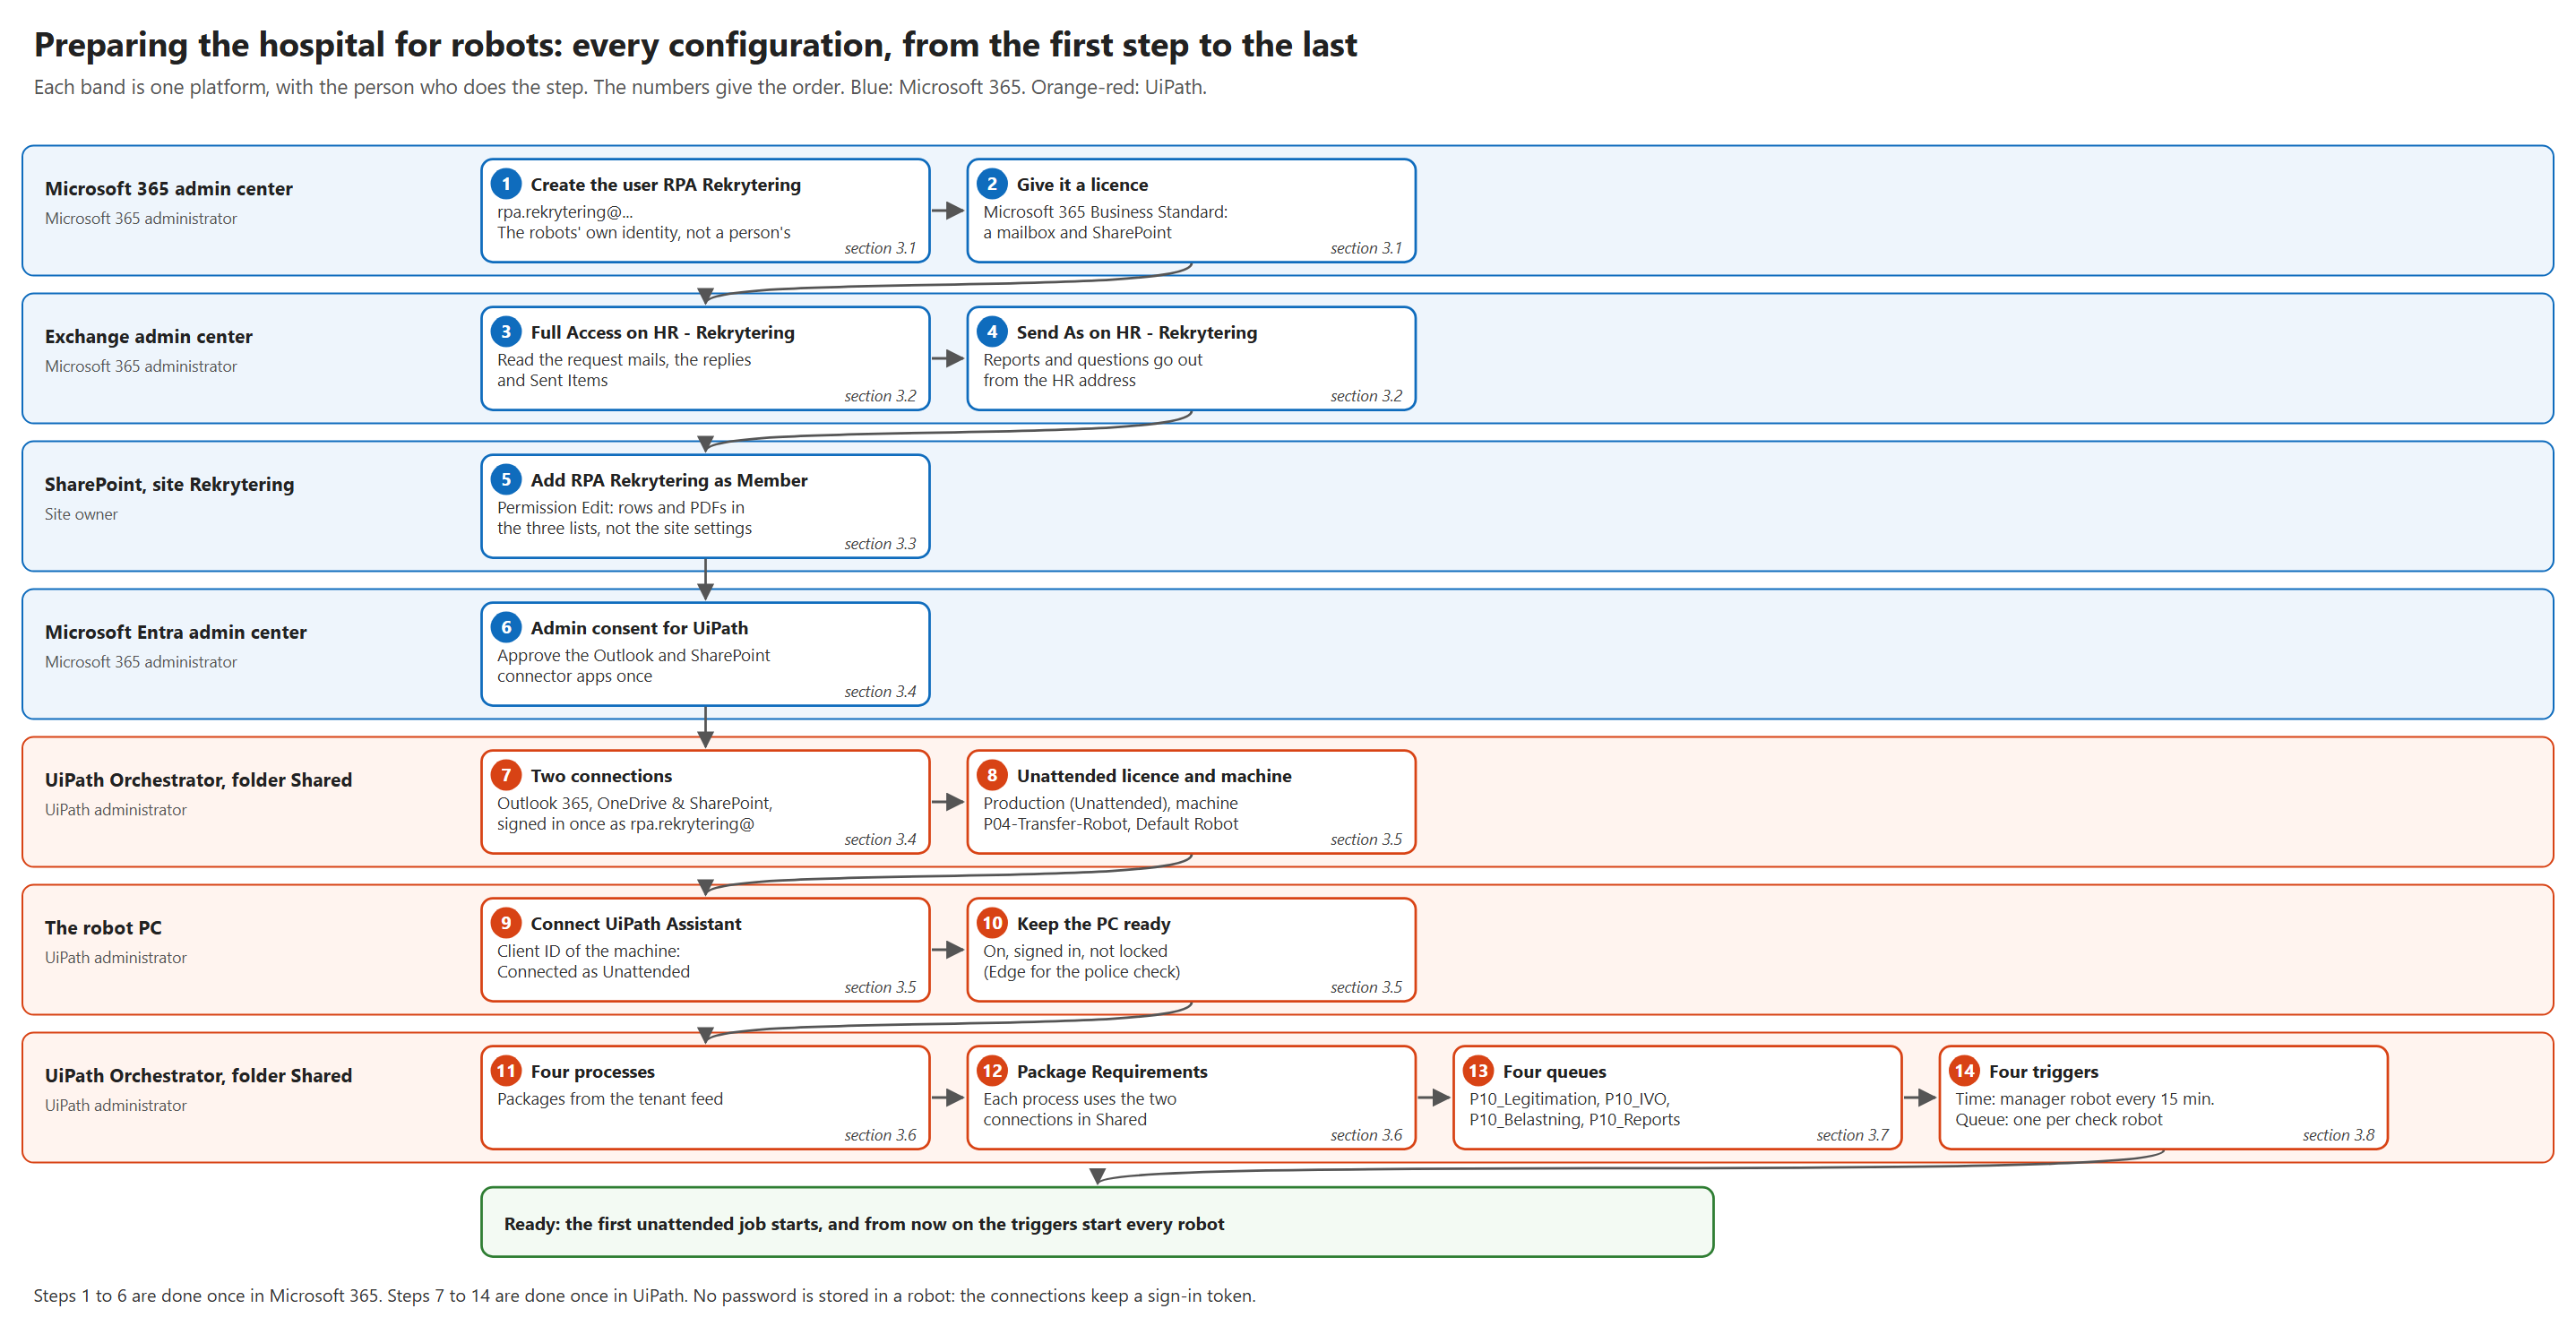 Preparing the hospital for robots: every configuration, from the first step to the last
Each band is one platform, with the person who does the step. The numbers give the order. Blue: Microsoft 365. Orange-red: UiPath.
Microsoft 365 admin center
Microsoft 365 administrator
1 Create the user RPA Rekrytering
rpa.rekrytering@...
The robots' own identity, not a person's
section 3.1
2 Give it a licence
Microsoft 365 Business Standard:
a mailbox and SharePoint
section 3.1
Exchange admin center
Microsoft 365 administrator
3 Full Access on HR - Rekrytering
Read the request mails, the replies
and Sent Items
section 3.2
4 Send As on HR - Rekrytering
Reports and questions go out
from the HR address
section 3.2
SharePoint, site Rekrytering
Site owner
5 Add RPA Rekrytering as Member
Permission Edit: rows and PDFs in
the three lists, not the site settings
section 3.3
Microsoft Entra admin center
Microsoft 365 administrator
6 Admin consent for UiPath
Approve the Outlook and SharePoint
connector apps once
section 3.4
UiPath Orchestrator, folder Shared
UiPath administrator
7 Two connections
Outlook 365, OneDrive & SharePoint,
signed in once as rpa.rekrytering@
section 3.4
8 Unattended licence and machine
Production (Unattended), machine
P04-Transfer-Robot, Default Robot
section 3.5
The robot PC
UiPath administrator
9 Connect UiPath Assistant
Client ID of the machine:
Connected as Unattended
section 3.5
10 Keep the PC ready
On, signed in, not locked
(Edge for the police check)
section 3.5
UiPath Orchestrator, folder Shared
UiPath administrator
11 Four processes
Packages from the tenant feed
section 3.6
12 Package Requirements
Each process uses the two
connections in Shared
section 3.6
13 Four queues
P10_Legitimation, P10_IVO,
P10_Belastning, P10_Reports
section 3.7
14 Four triggers
Time: manager robot every 15 min.
Queue: one per check robot
section 3.8
Ready: the first unattended job starts, and from now on the triggers start every robot
Steps 1 to 6 are done once in Microsoft 365. Steps 7 to 14 are done once in UiPath. No password is stored in a robot: the connections keep a sign-in token.